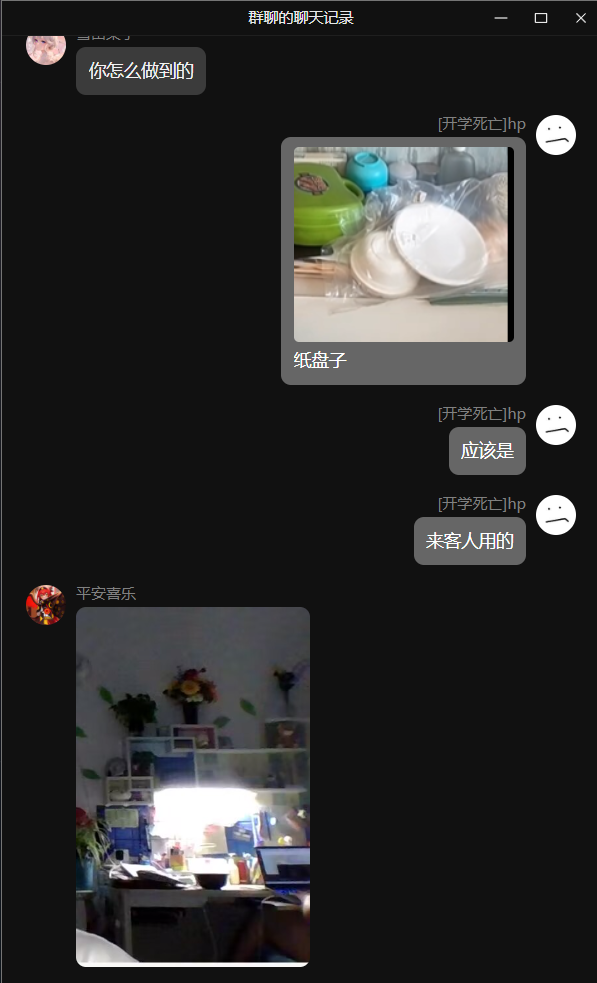 群聊的聊天记录
你怎么做到的
[开学死亡]hp
纸盘子
[开学死亡]hp
应该是
[开学死亡]hp
来客人用的
平安喜乐